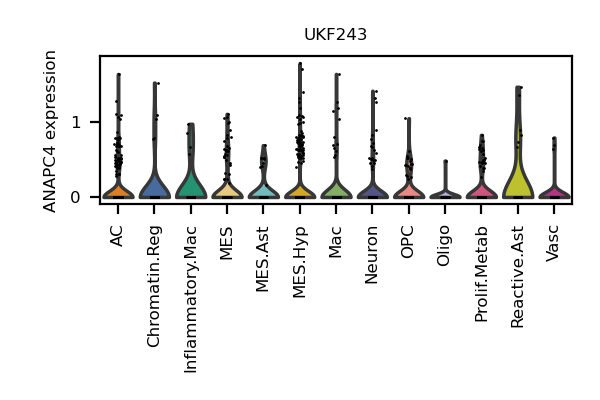 UKF243
ANAPC4 expression
1
0
AC
Chromatin.Reg
Inflammatory.Mac
MES
MES.Ast
MES.Hyp
Mac
Neuron
OPC
Oligo
Prolif.Metab
Reactive.Ast
Vasc